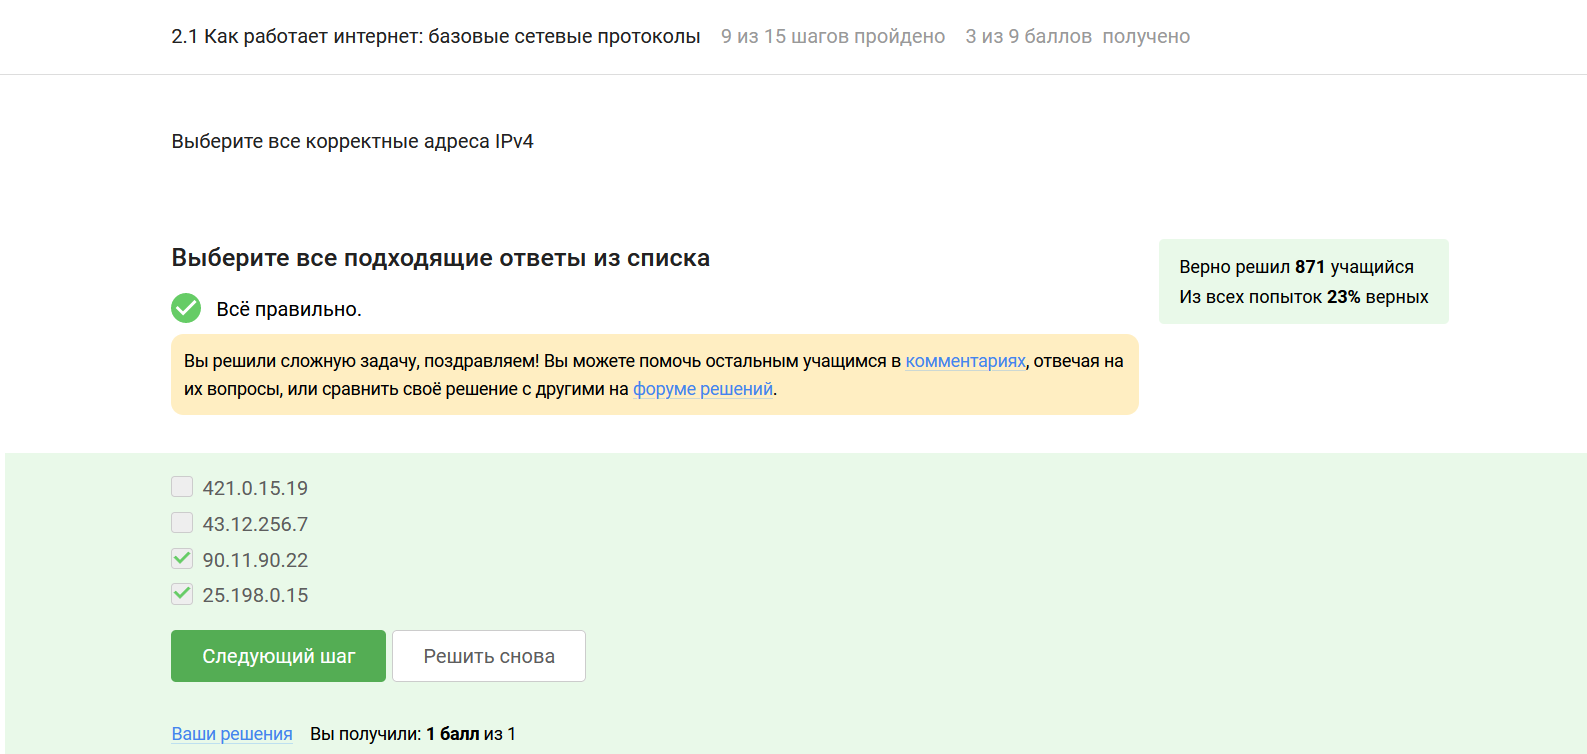 2.1 Как работает интернет: базовые сетевые протоколы 9 из 15 шагов пройдено 3 из 9 баллов получено
Выберите все корректные адреса IPv4
Выберите все подходящие ответы из списка
Верно решил 871 учащийся
Из всех попыток 23% верных
Всё правильно.
Вы решили сложную задачу, поздравляем! Вы можете помочь остальным учащимся в комментариях, отвечая на
их вопросы, или сравнить своё решение с другими на форуме решений.
421.0.15.19
43.12.256.7
90.11.90.22
25.198.0.15
Следующий шаг Решить снова
Ваши решения Вы получили: 1 балл из 1